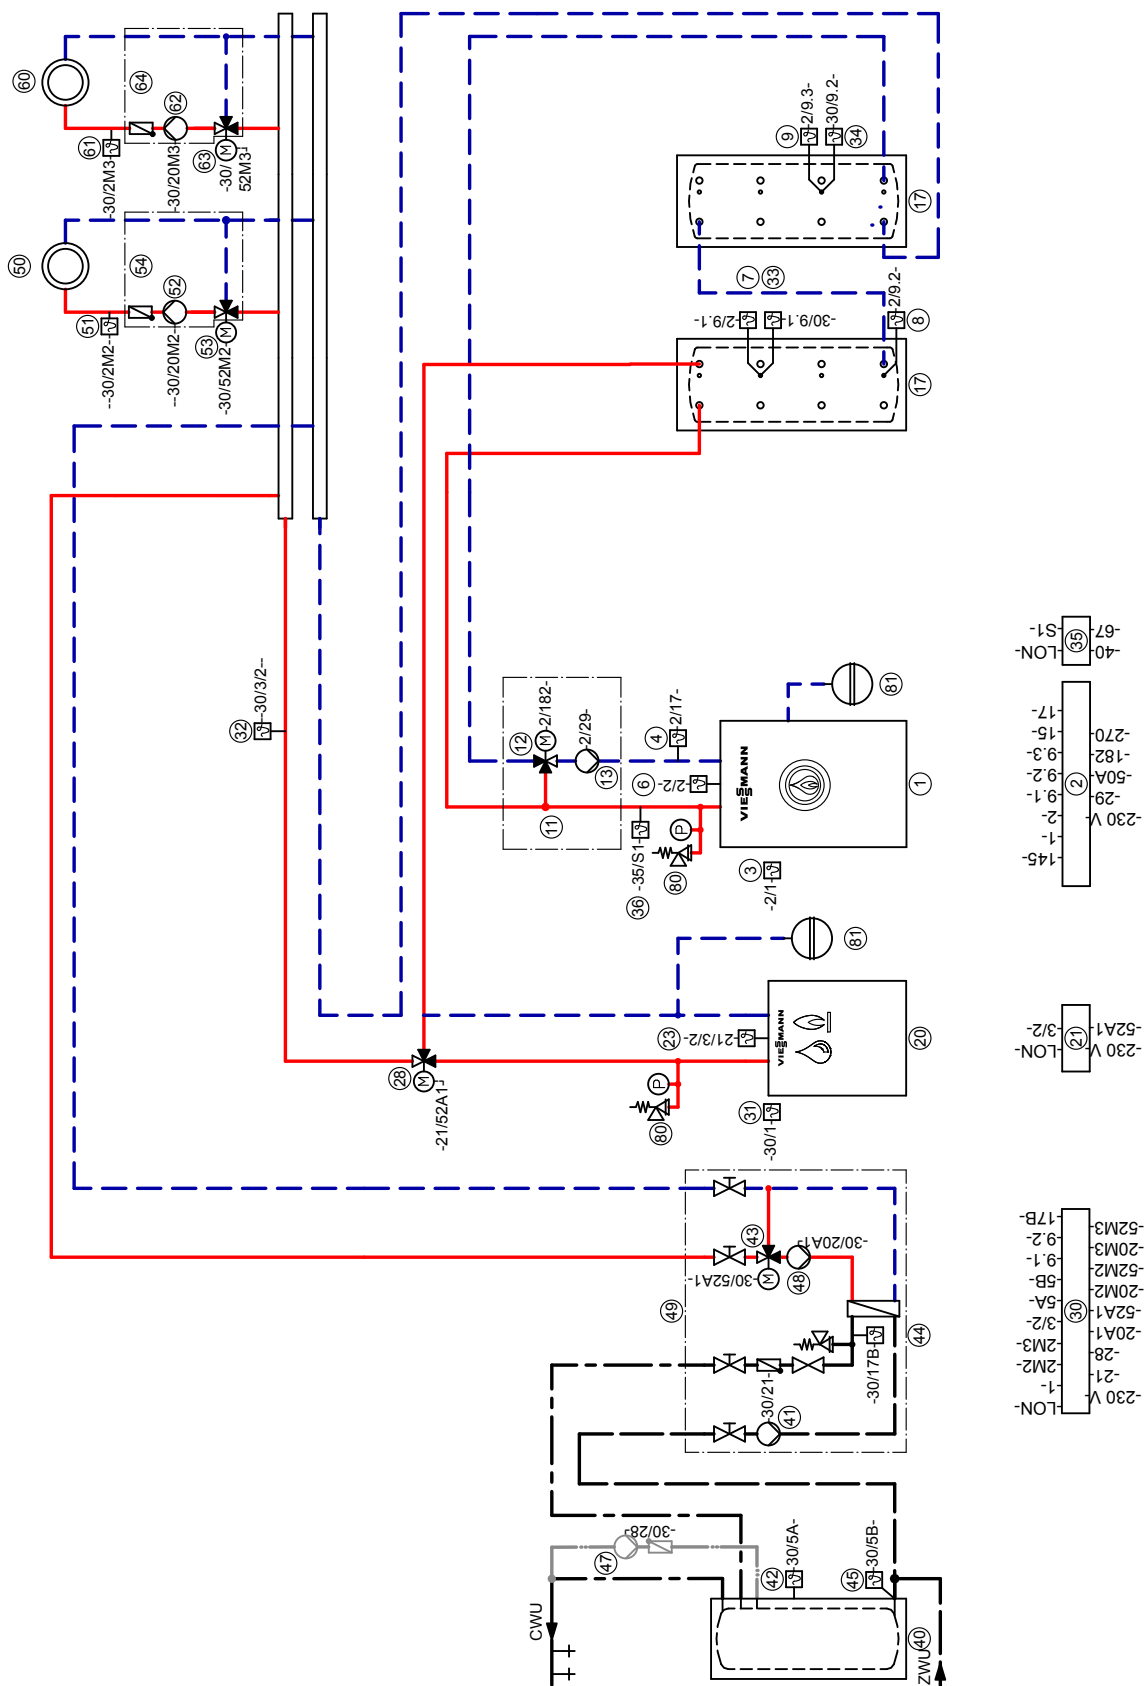 60
64
62
61
-30/2M3-
-30/20M3-
63
-30/
52M3
M
50
54
52
51
--30/2M2--
--30/20M2--
53
-30/52M2-
M
9
-2/9.3-
-30/9.2-
34
17
7
33
-2/9.1-
-30/9.1-
-2/9.2-
8
17
32
--30/3/2--
12
M
-2/182-
-2/29-
13
11
4
-2/17-
6
-2/2-
36
-35/S1-
P
80
VIESSMANN
1
81
3
-2/1-
81
23
-21/3/2-
VIESSMANN
20
28
M
-21/52A1-
P
80
31
-30/1-
49
43
M
-30/52A1-
48
-30/20A1-
44
-30/17B-
-30/21-
41
47
-30/28-
42
-30/5A-
45
-30/5B-
40
CWU
ZWU
35
S1-
LON-
-67
-40
2
17-
15-
9.3-
9.2-
9.1-
2-
1-
145-
-270
-182
-50A
-29
-230 V
21
3/2-
LON-
-52A1
-230 V
30
17B-
9.2-
9.1-
5B-
5A-
3/2-
2M3-
2M2-
1-
LON-
-52M3
-20M3
-52M2
-20M2
-52A1
-20A1
-28
-21
-230 V